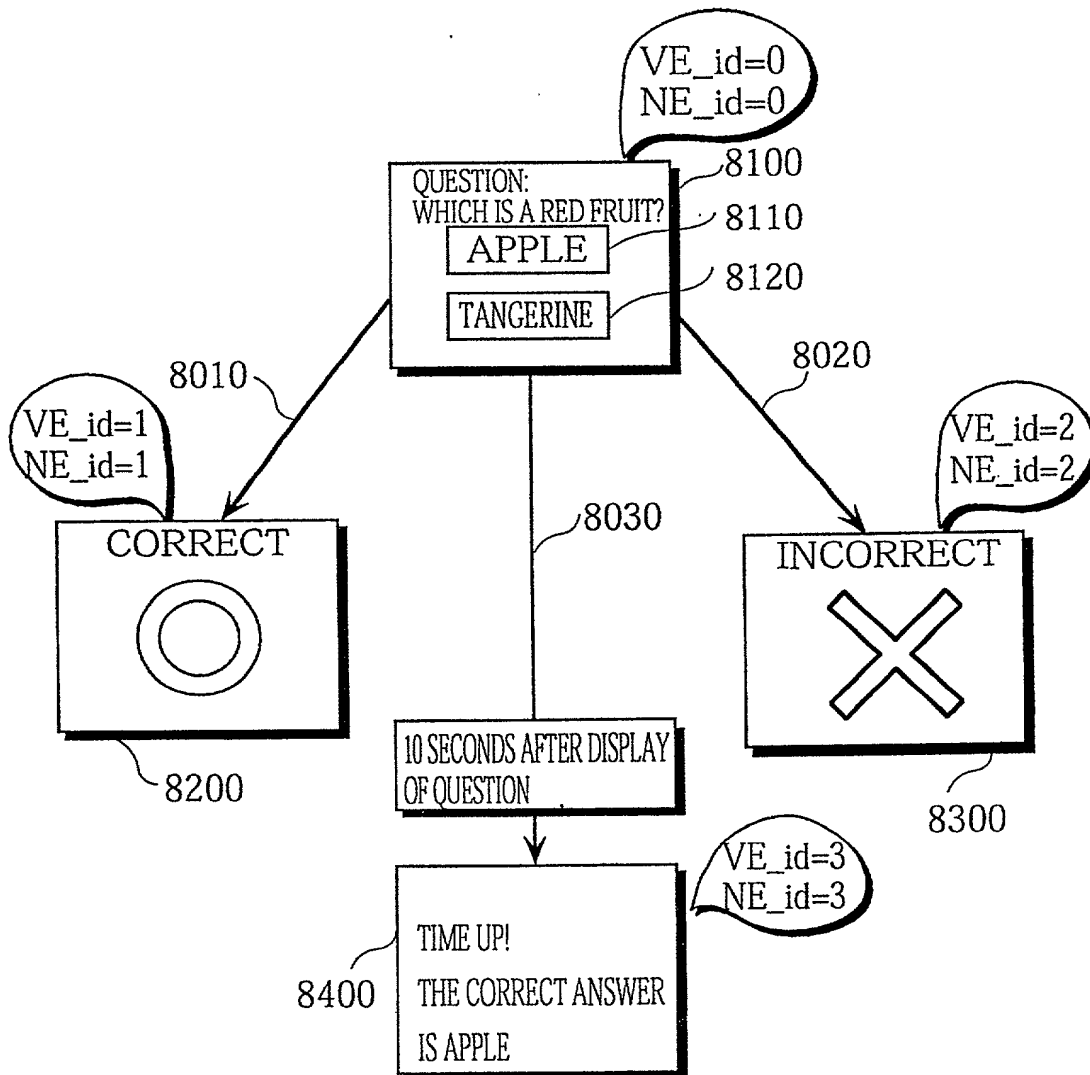 VE_id=0
NE_id=0
8100
QUESTION:
WHICH IS A RED FRUIT?
8110
APPLE
8120
TANGERINE
8010
8020
VE_id=1
NE_id=1
VE_id=2
NE_id=2
8030
CORRECT
INCORRECT
10 SECONDS AFTER DISPLAY
OF QUESTION
8200
8300
VE_id=3
NE_id=3
TIME UP!
8400
THE CORRECT ANSWER
IS APPLE